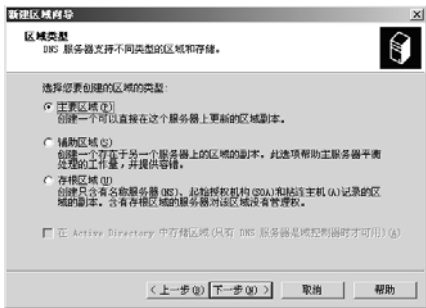 新建区域向导
区域类型
DNS 服务器支持不同类型的区域和存储。
选择您要创建的区域的类型:
主要区域(P)
创建一个可以直接在这个服务器上更新的区域副本。
辅助区域(S)
创建一个存在于另一个服务器上的区域的副本。此选项帮助主服务器平衡
处理的工作量，并提供容错。
存根区域(U)
创建只含有名称服务器(NS)、起始授权机构(SOA)和粘连主机(A)记录的区
域的副本。含有存根区域的服务器对该区域没有管理权。
在 Active Directory 中存储区域(只有 DNS 服务器是域控制器时才可用)(A)
<上一步(B) 下一步(N)> 取消 帮助